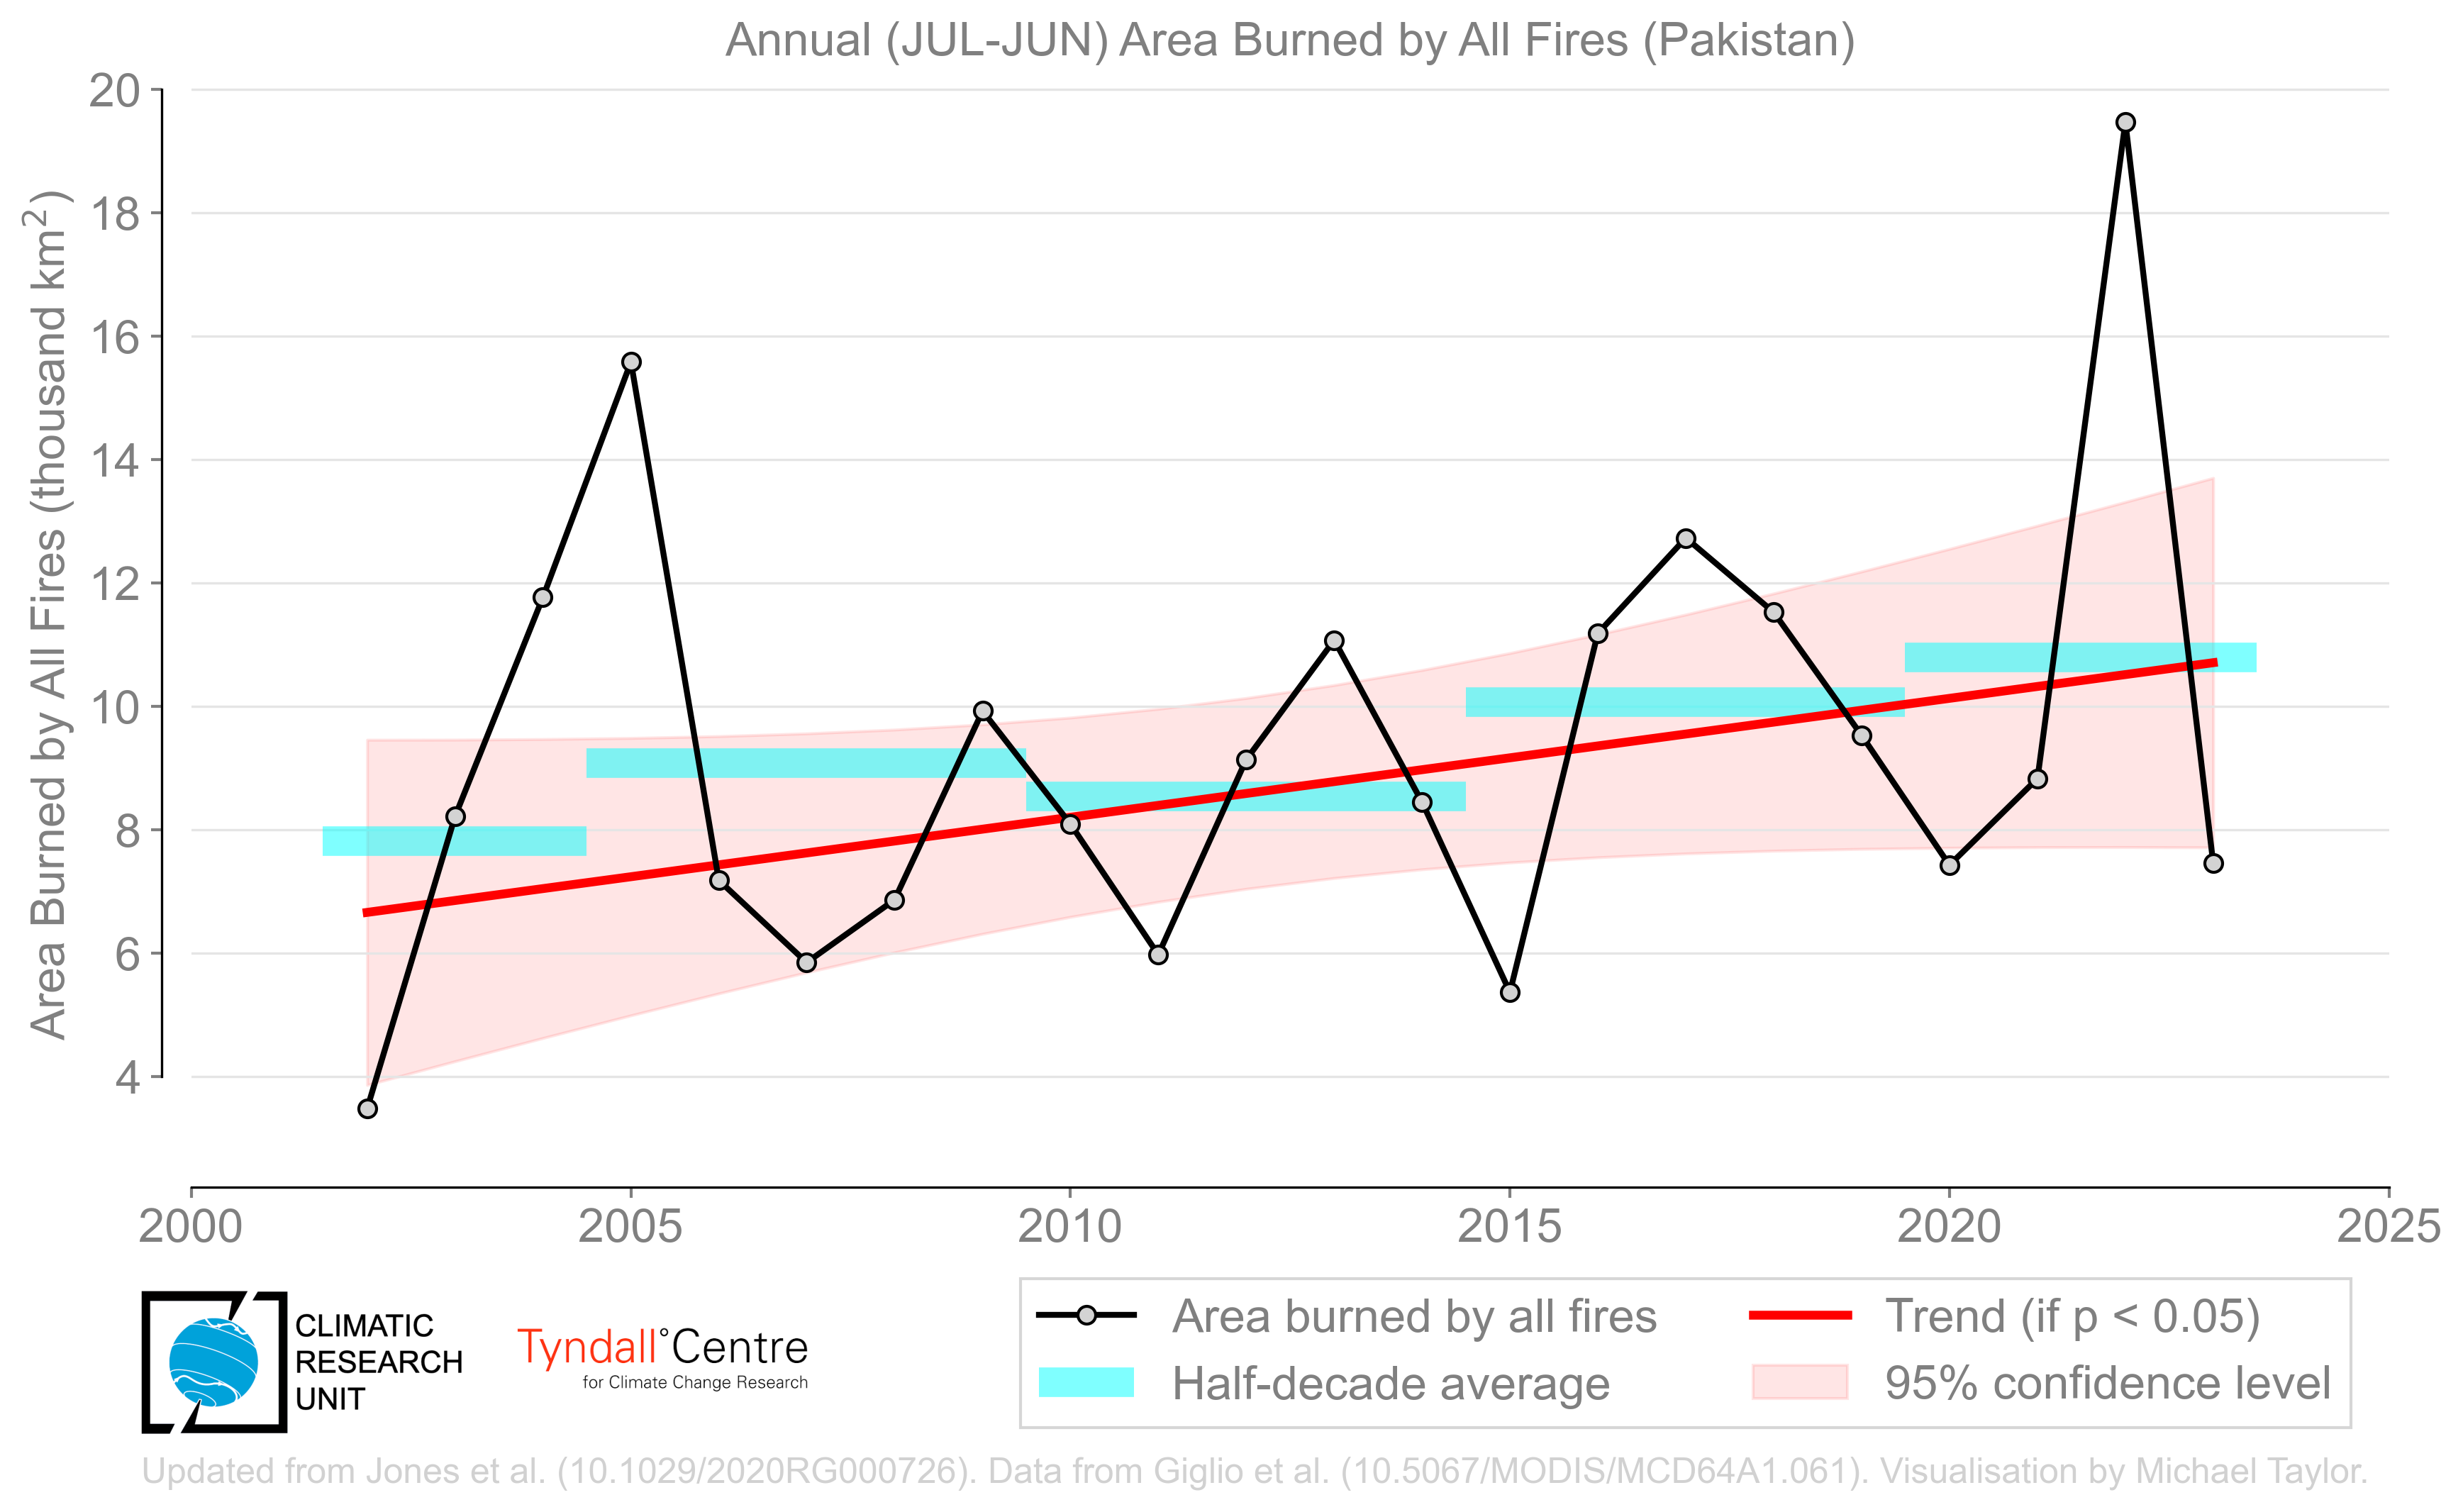 Annual (JUL-JUN) Area Burned by All Fires (Pakistan)
Area Burned by All Fires (thousand km²)
20
18
16
14
12
10
8
6
4
2000 2005 2010 2015 2020 2025
CLIMATIC
RESEARCH
UNIT
Tyndall°Centre
for Climate Change Research
Area burned by all fires
Half-decade average
Trend (if p < 0.05)
95% confidence level
Updated from Jones et al. (10.1029/2020RG000726). Data from Giglio et al. (10.5067/MODIS/MCD64A1.061). Visualisation by Michael Taylor.